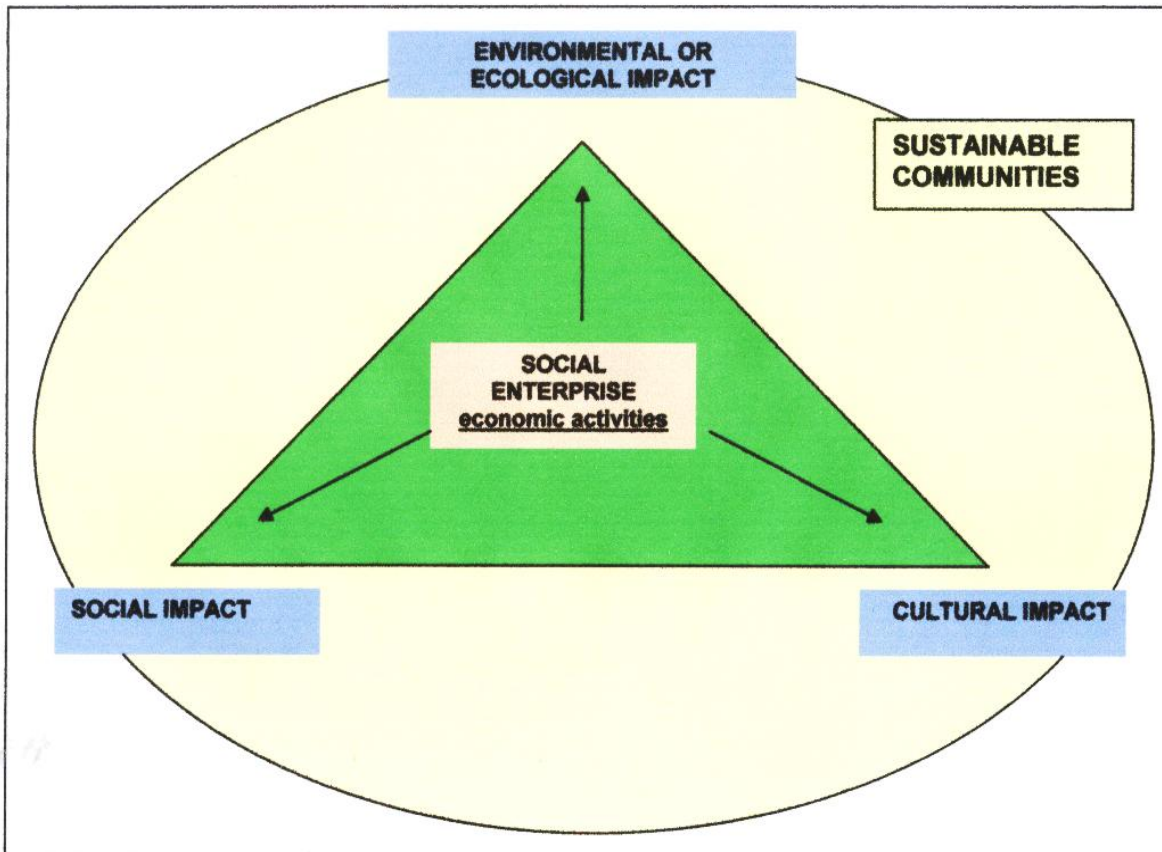 ENVIRONMENTAL OR
ECOLOGICAL IMPACT
SUSTAINABLE
COMMUNITIES
SOCIAL
ENTERPRISE
economic activities
SOCIAL IMPACT
CULTURAL IMPACT